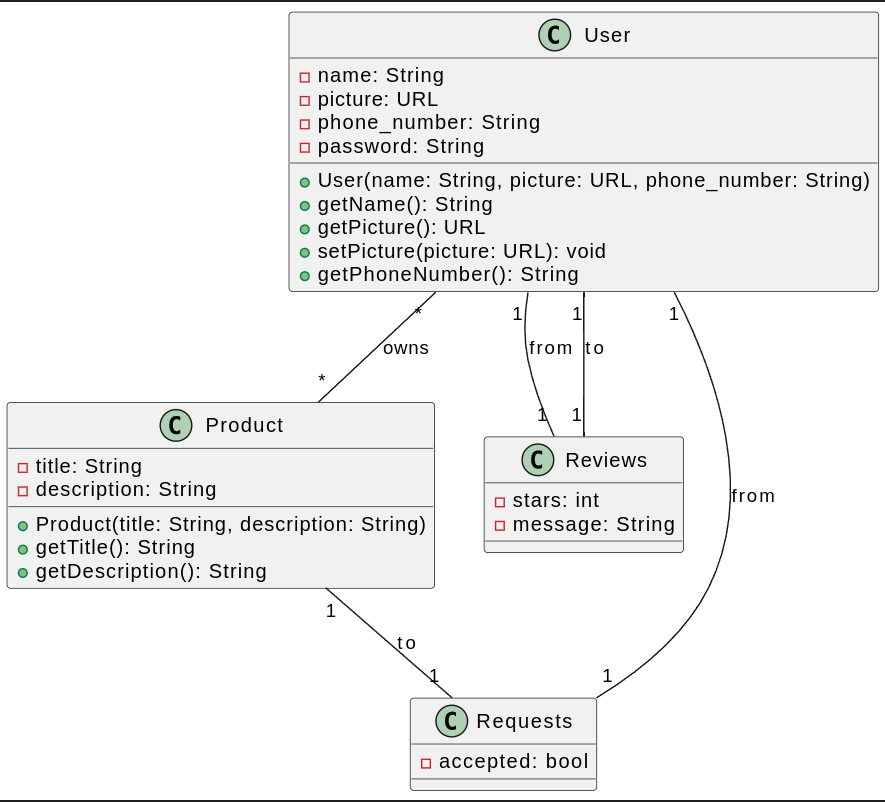 C User
name: String
picture: URL
phone_number: String
password: String
User(name: String, picture: URL, phone_number: String)
getName(): String
getPicture(): URL
setPicture(picture: URL): void
getPhoneNumber(): String
* 1 1 1
owns from to
* 1 1
C Product
title: String
description: String
Product(title: String, description: String)
getTitle(): String
getDescription(): String
C Reviews
stars: int
message: String
from
1
to
1 1
C Requests
accepted: bool